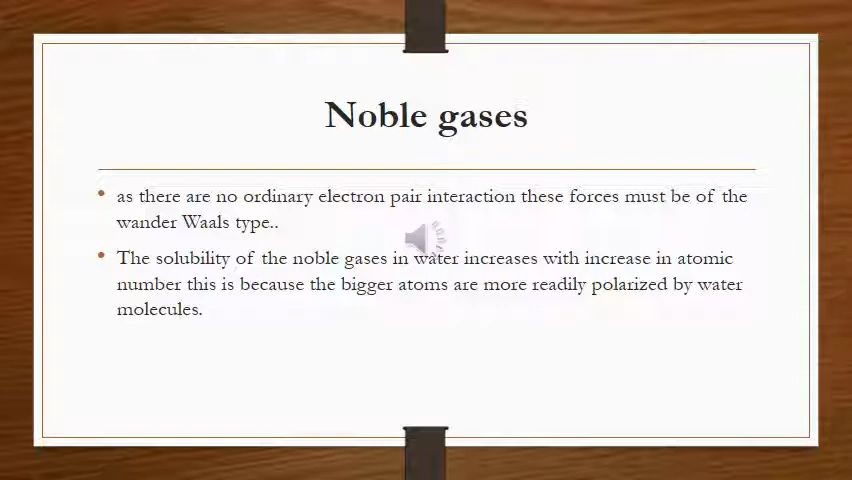 Noble gases
• as there are no ordinary electron pair interaction these forces must be of the
wander Waals type..
• The solubility of the noble gases in water increases with increase in atomic
number this is because the bigger atoms are more readily polarized by water
molecules.